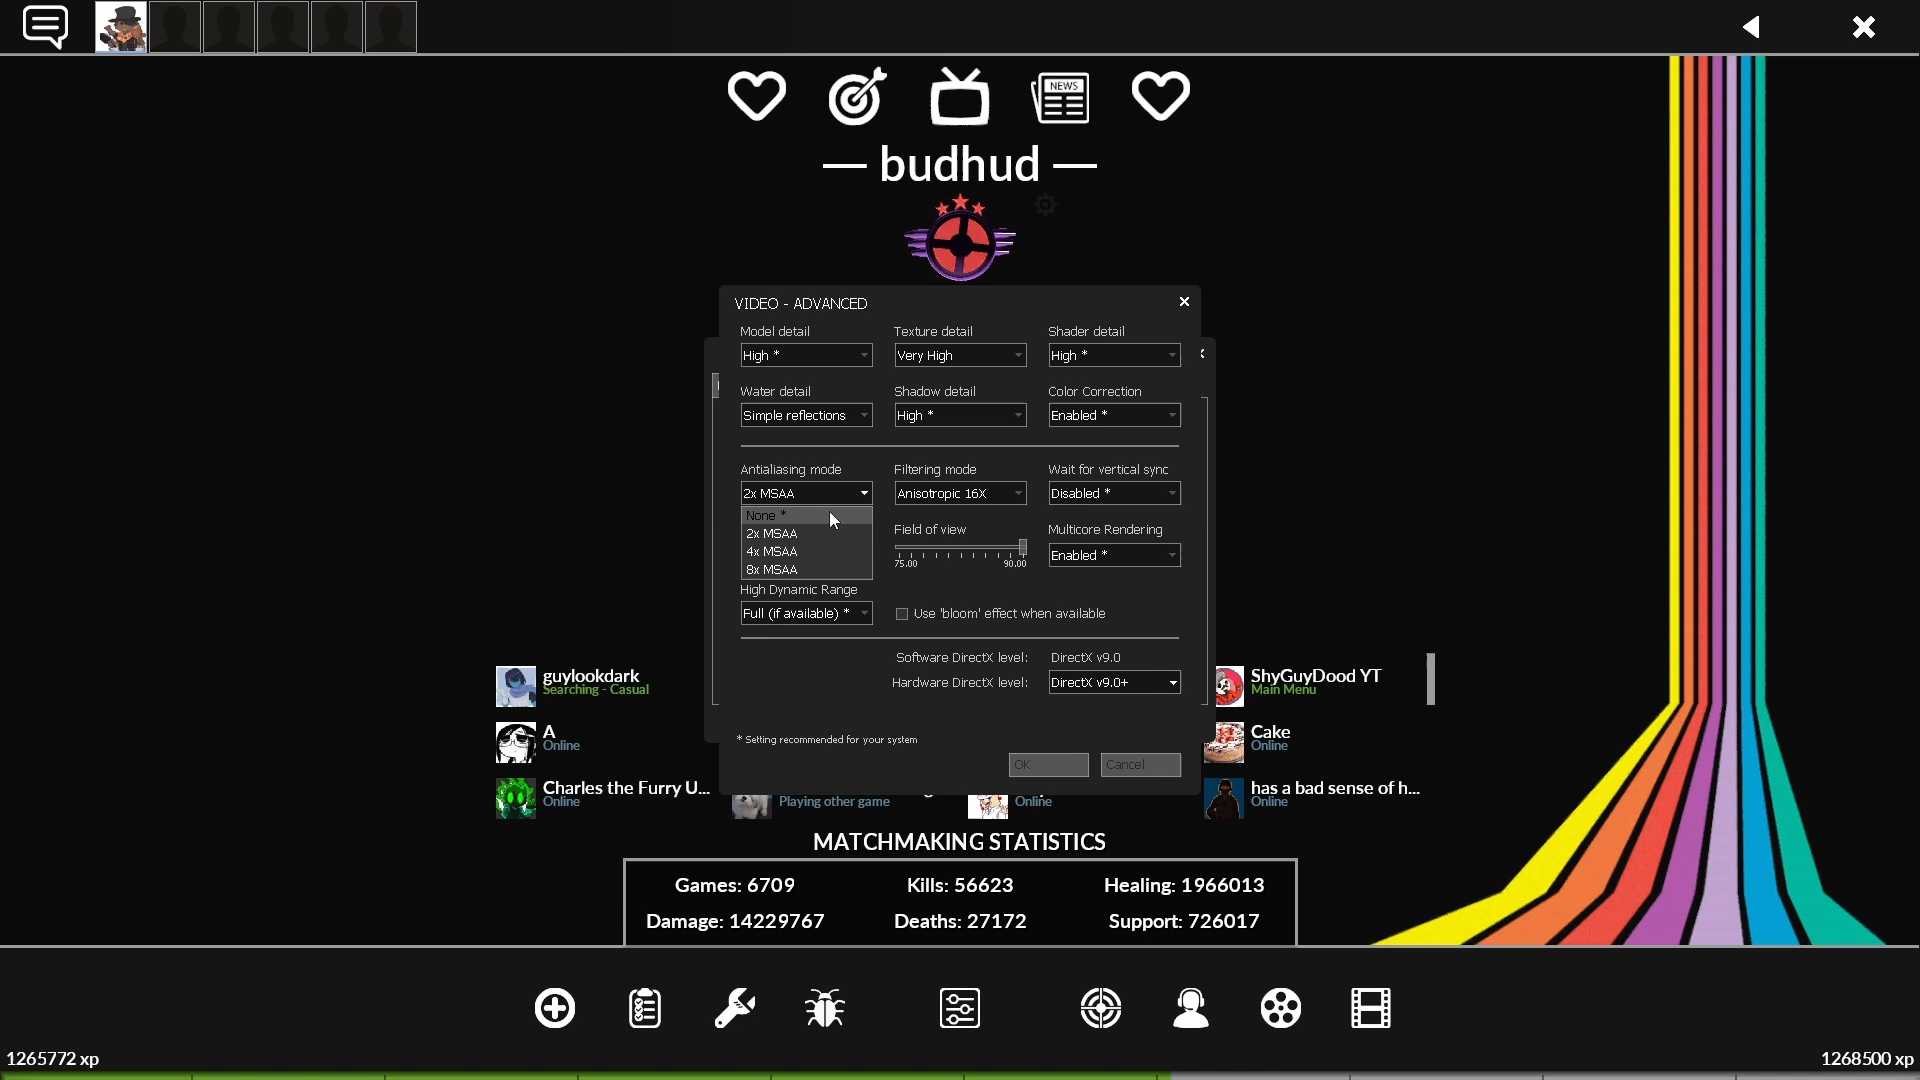 NEWS
— budhud —
VIDEO - ADVANCED
Model detail
Texture detail
Shader detail
High *
Very High
High *
Water detail
Shadow detail
Color Correction
Simple reflections
High *
Enabled *
Antialiasing mode
Filtering mode
Wait for vertical sync
2x MSAA
Anisotropic 16X
Disabled *
None *
2x MSAA
4x MSAA
8x MSAA
Field of view
75.00
90.00
Multicore Rendering
Enabled *
High Dynamic Range
Full (if available) *
Use 'bloom' effect when available
Software DirectX level:
DirectX v9.0
Hardware DirectX level:
DirectX v9.0+
* Setting recommended for your system
OK
Cancel
guylookdark
Searching - Casual
ShyGuyDood YT
Main Menu
A
Online
Cake
Online
Charles the Furry U...
Online
Playing other game
Online
has a bad sense of h...
Online
MATCHMAKING STATISTICS
Games: 6709
Kills: 56623
Healing: 1966013
Damage: 14229767
Deaths: 27172
Support: 726017
1265772 xp
1268500 xp